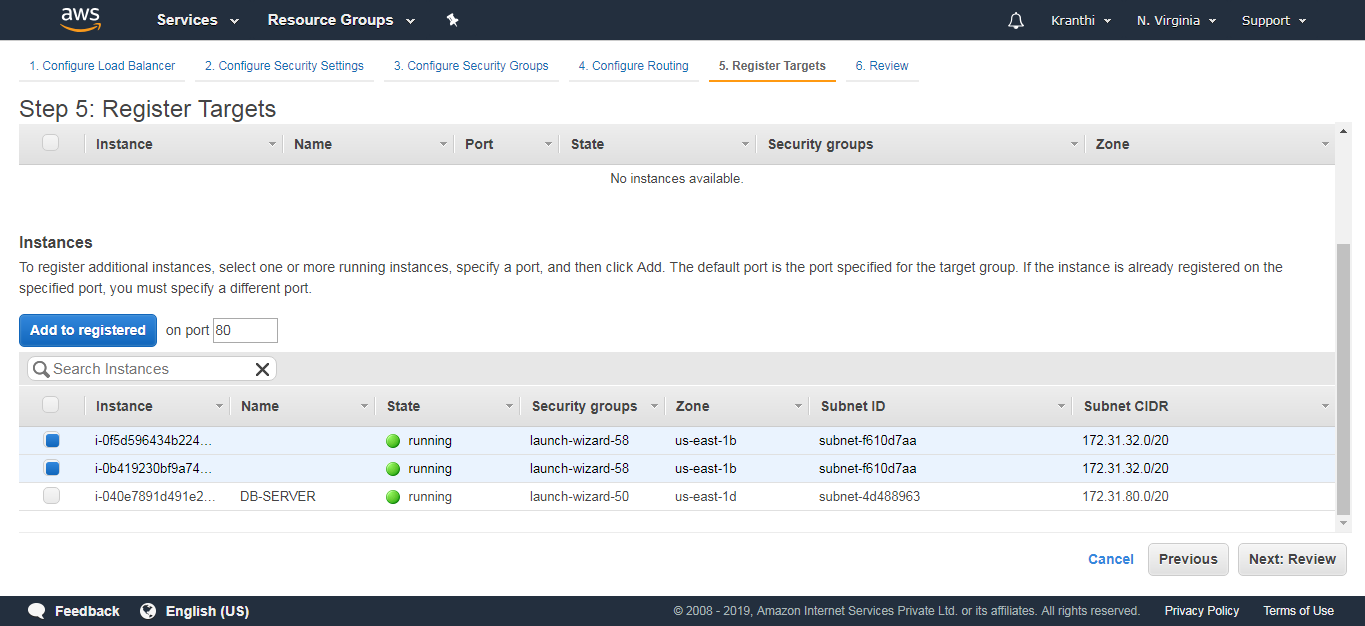 aws Services Resource Groups Kranthi N. Virginia Support
1. Configure Load Balancer 2. Configure Security Settings 3. Configure Security Groups 4. Configure Routing 5. Register Targets 6. Review
Step 5: Register Targets
Instance Name Port State Security groups Zone
No instances available.
Instances
To register additional instances, select one or more running instances, specify a port, and then click Add. The default port is the port specified for the target group. If the instance is already registered on the
specified port, you must specify a different port.
Add to registered on port 80
Search Instances
Instance Name State Security groups Zone Subnet ID Subnet CIDR
i-0f5d596434b224... running launch-wizard-58 us-east-1b subnet-f610d7aa 172.31.32.0/20
i-0b419230bf9a74... running launch-wizard-58 us-east-1b subnet-f610d7aa 172.31.32.0/20
i-040e7891d491e2... DB-SERVER running launch-wizard-50 us-east-1d subnet-4d488963 172.31.80.0/20
Cancel Previous Next: Review
Feedback English (US) © 2008 - 2019, Amazon Internet Services Private Ltd. or its affiliates. All rights reserved. Privacy Policy Terms of Use